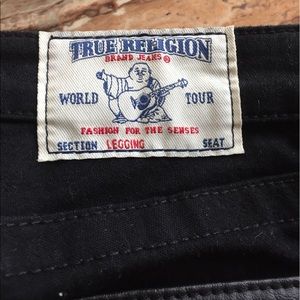 TRUE RELIGION
BRAND JEANS®
WORLD TOUR
FASHION FOR THE SENSES
SECTION LEGGING SEAT